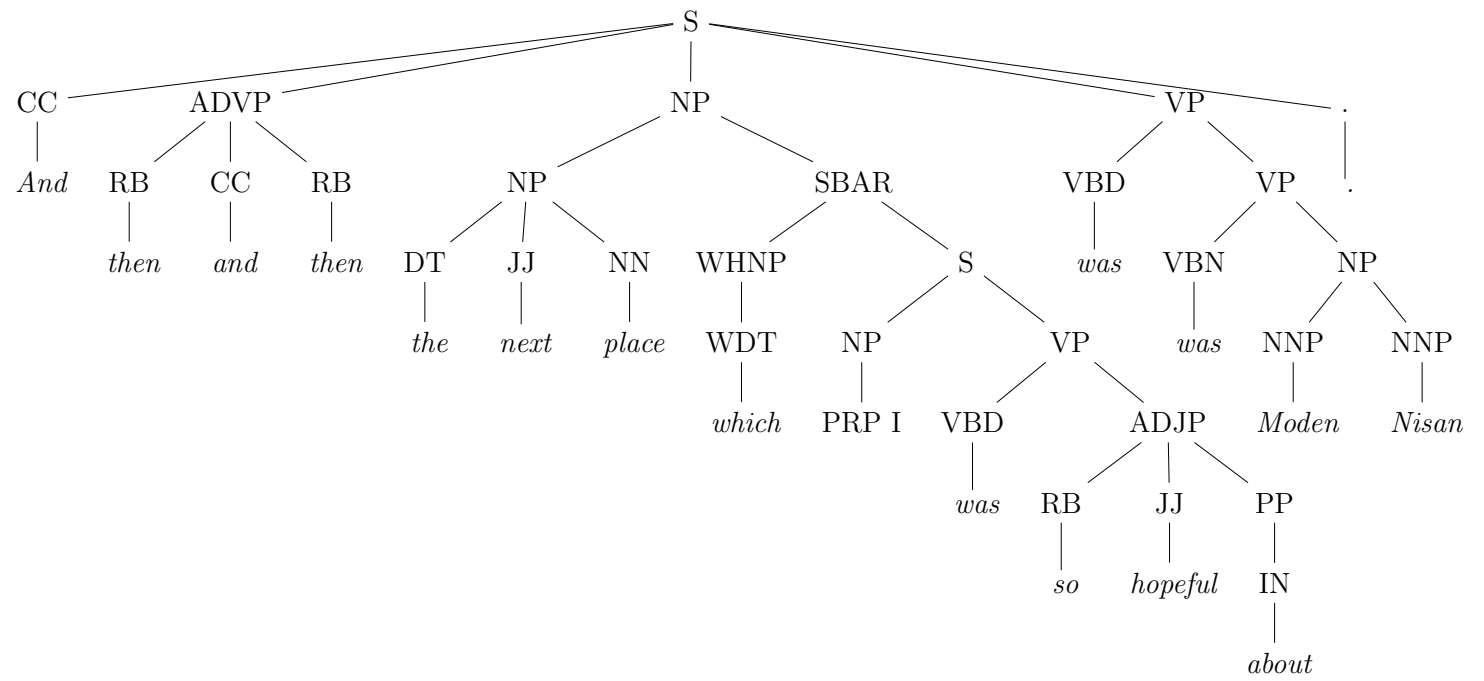 S
CC ADVP NP VP .
And RB CC RB NP SBAR VBD VP .
then and then DT JJ NN WHNP S was VBN NP
the next place WDT NP VP was NNP NNP
which PRP I VBD ADJP Moden Nisan
was RB JJ PP
so hopeful IN
about